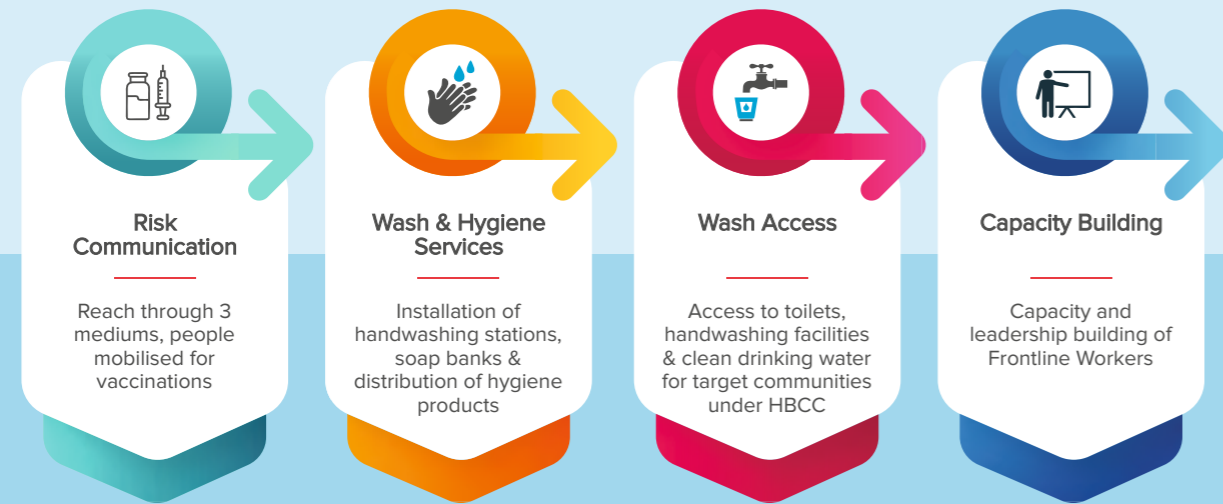 Risk
Communication
Reach through 3
mediums, people
mobilised for
vaccinations
Wash & Hygiene
Services
Installation of
handwashing stations,
soap banks &
distribution of hygiene
products
Wash Access
Access to toilets,
handwashing facilities
& clean drinking water
for target communities
under HBCC
Capacity Building
Capacity and
leadership building of
Frontline Workers